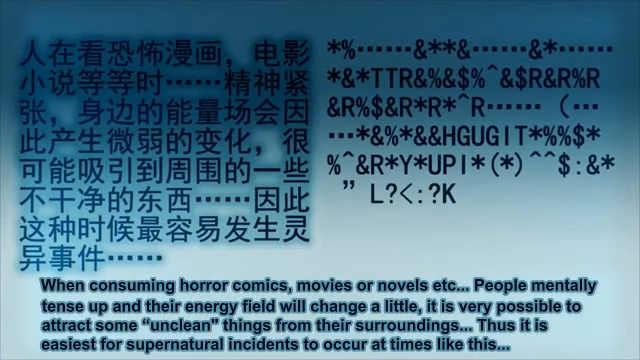 人在看恐怖漫画，电影
小说等等时……精神紧
张，身边的能量场会因
此产生微弱的变化，很
可能吸引到周围的一些
不干净的东西……因此
这种时候最容易发生灵
异事件……
*%……&**&……&*……
*&*TTR&%&$%^&$R&R%R
&R%$&R*R*^R……（…
…*&%*&&HGUGIT*%%$*
%^&R*Y*UPI*(*)^^$:&*
” L?<:?K
When consuming horror comics, movies or novels etc... People mentally
tense up and their energy field will change a little, it is very possible to
attract some “unclean" things from their surroundings... Thus it is
easiest for supernatural incidents to occur at times like this...